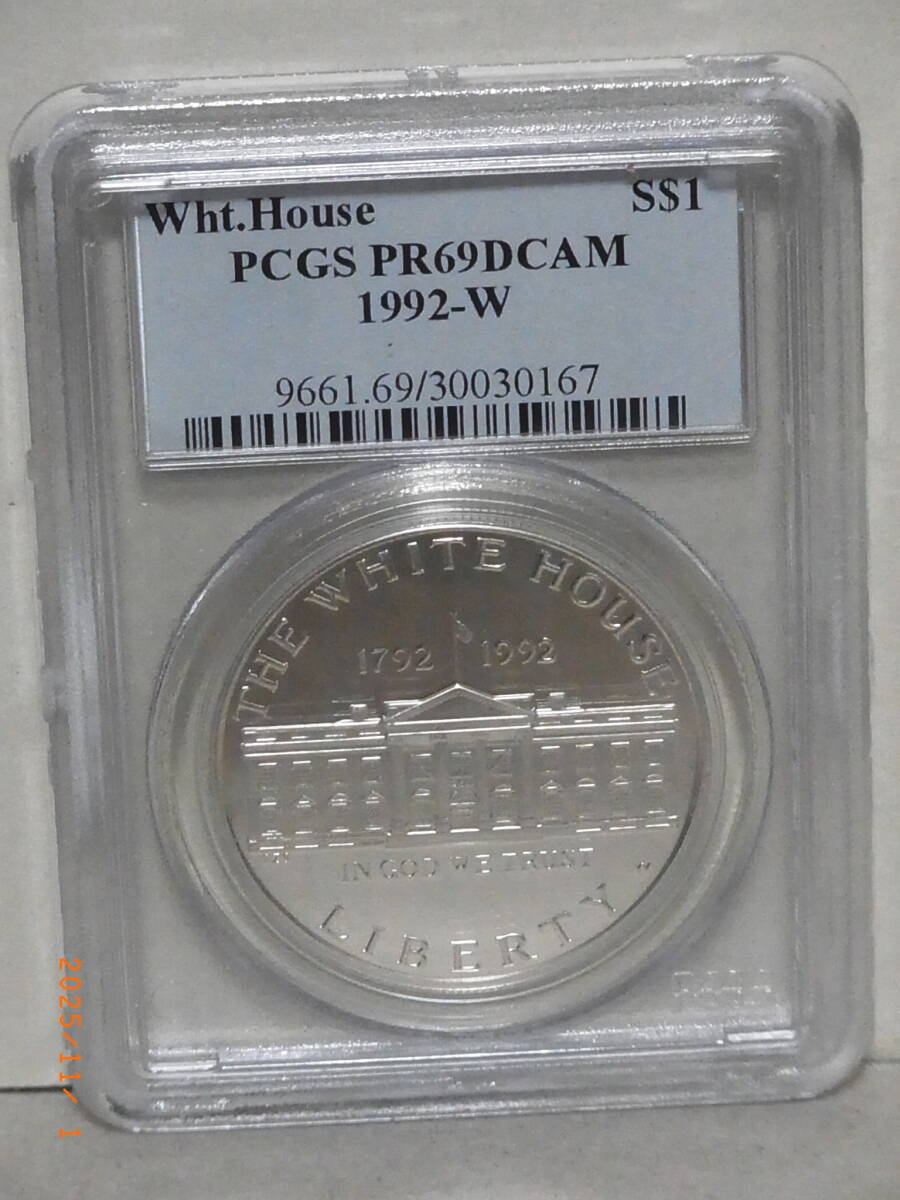 Wht.House S$1
PCGS PR69DCAM
1992-W
9661.69/30030167
THE WHITE HOUSE
1792 1992
IN GOD WE TRUST
W
LIBERTY
2025/11/ 1